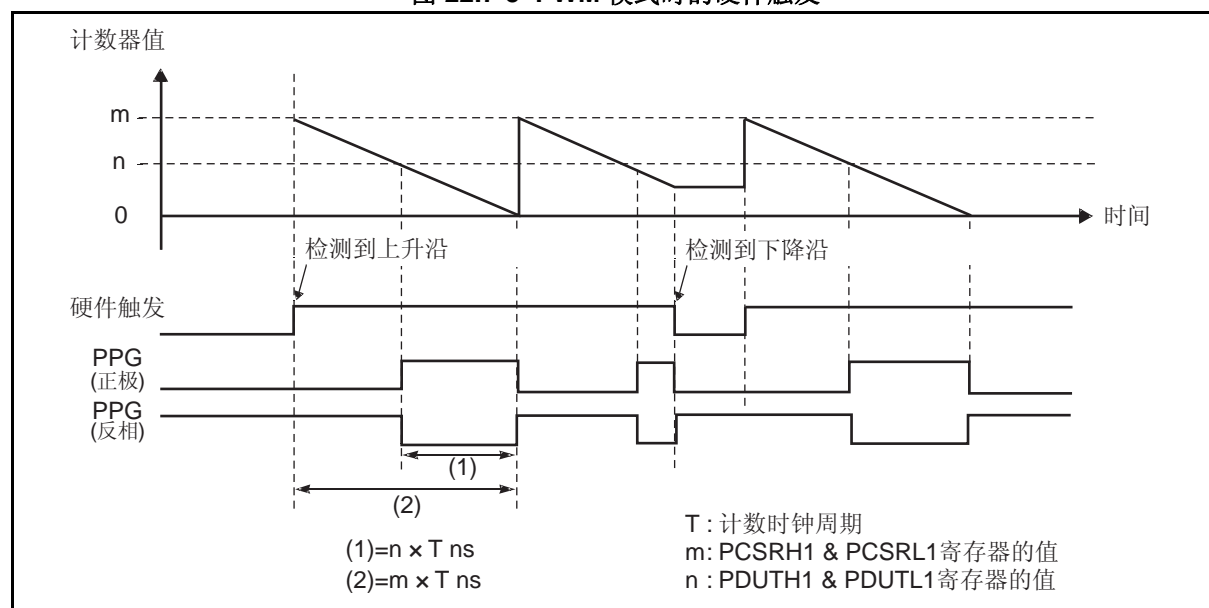 计数器值
m
n
0
时间
检测到上升沿
检测到下降沿
硬件触发
PPG
(正极)
PPG
(反相)
(1)
(2)
(1)=n × T ns
(2)=m × T ns
T : 计数时钟周期
m: PCSRH1 & PCSRL1寄存器的值
n : PDUTH1 & PDUTL1寄存器的值